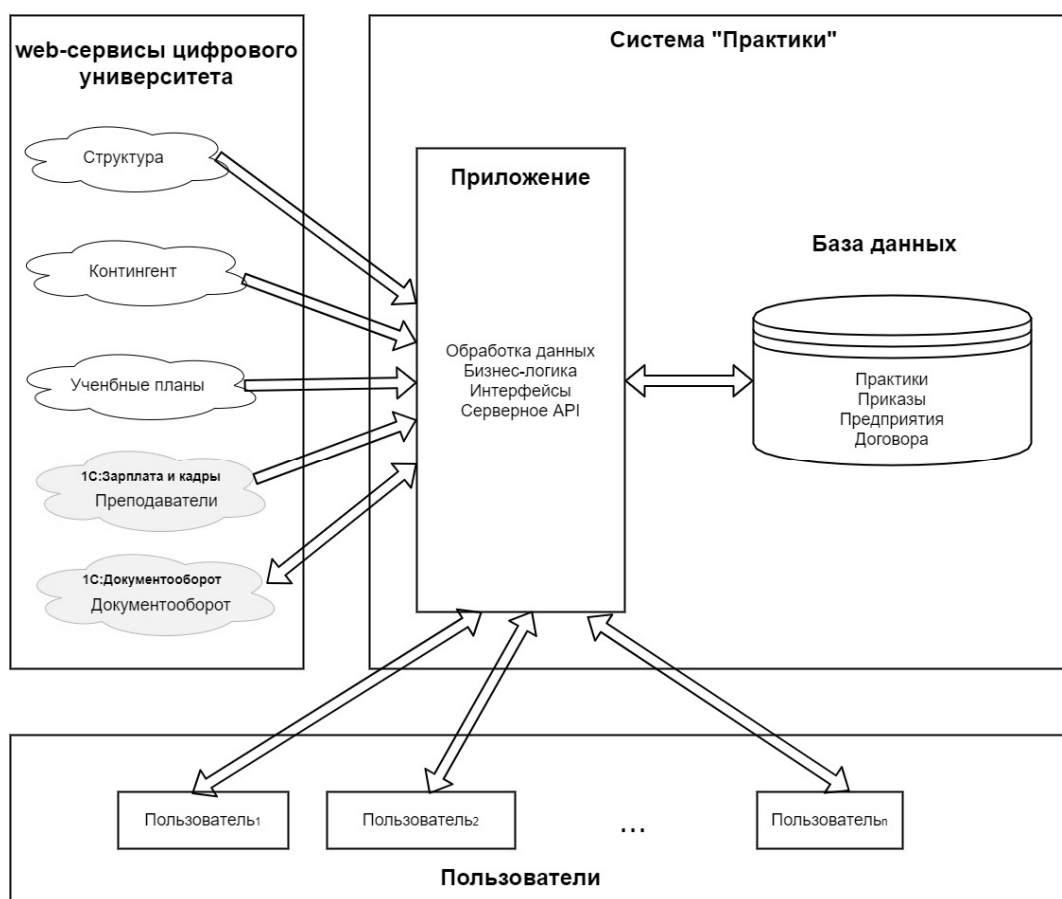 web-сервисы цифрового
университета
Структура
Контингент
Ученбные планы
1С:Зарплата и кадры
Преподаватели
1С:Документооборот
Документооборот
Система "Практики"
Приложение
Обработка данных
Бизнес-логика
Интерфейсы
Серверное API
База данных
Практики
Приказы
Предприятия
Договора
Пользователь1
Пользователь2
...
Пользовательn
Пользователи